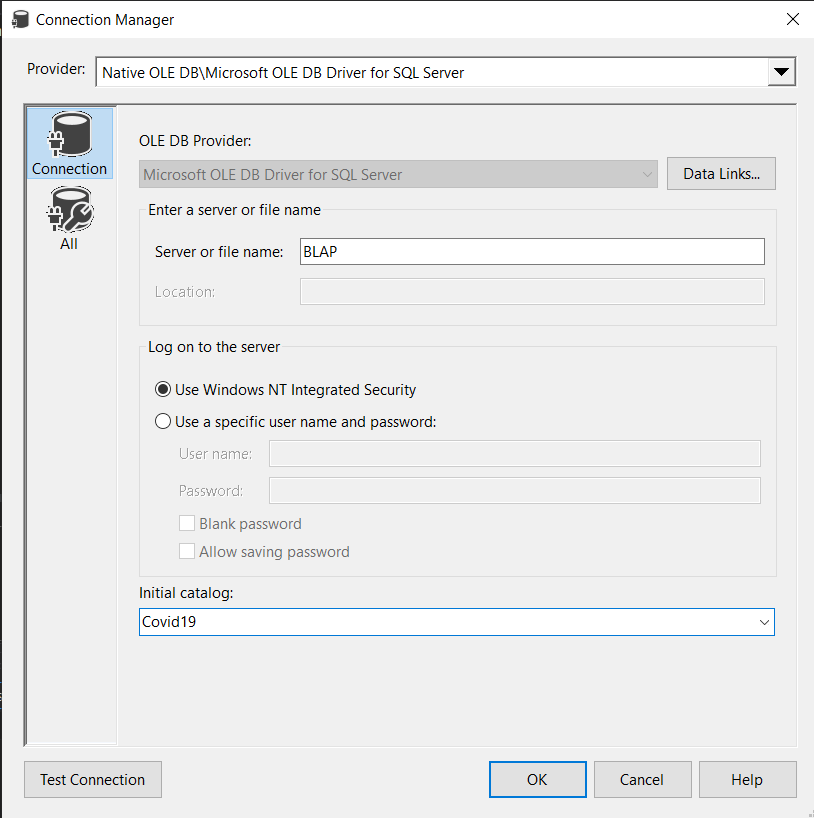 Connection Manager
Provider: Native OLE DB\Microsoft OLE DB Driver for SQL Server
Connection
All
OLE DB Provider:
Microsoft OLE DB Driver for SQL Server Data Links...
Enter a server or file name
Server or file name: BLAP
Location:
Log on to the server
Use Windows NT Integrated Security
Use a specific user name and password:
User name:
Password:
Blank password
Allow saving password
Initial catalog:
Covid19
Test Connection OK Cancel Help